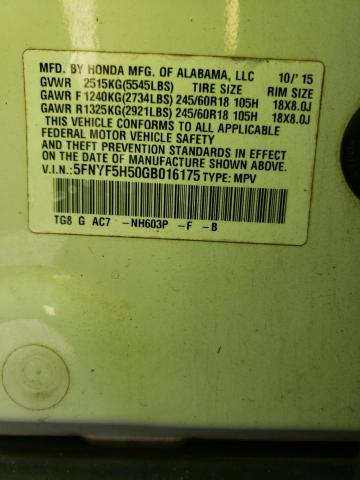 MFD. BY HONDA MFG. OF ALABAMA, LLC 10/'15
GVWR 2515KG(5545LBS) TIRE SIZE RIM SIZE
GAWR F 1240KG(2734LBS) 245/60R18 105H 18X8.0J
GAWR R1325KG(2921LBS) 245/60R18 105H 18X8.0J
THIS VEHICLE CONFORMS TO ALL APPLICABLE
FEDERAL MOTOR VEHICLE SAFETY AND
THEFT PREVENTION STANDARDS IN EFFECT ON
THE DATE OF MANUFACTURE SHOWN ABOVE.
V.I.N.: 5FNYF5H50GB016175 TYPE: MPV
TG8 G AC7 -NH603P -F -B